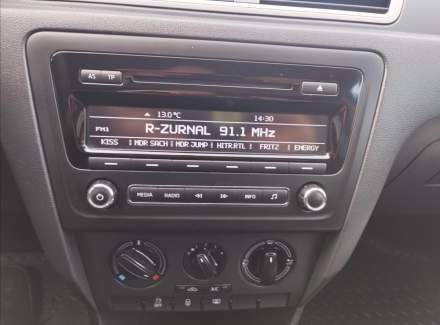 AS TP
13.0°C 14:30
FM1 R-ZURNAL 91.1 MHz
KISS MDR SACH MDR JUMP HITR.RTL FRITZ ENERGY
MEDIA RADIO INFO